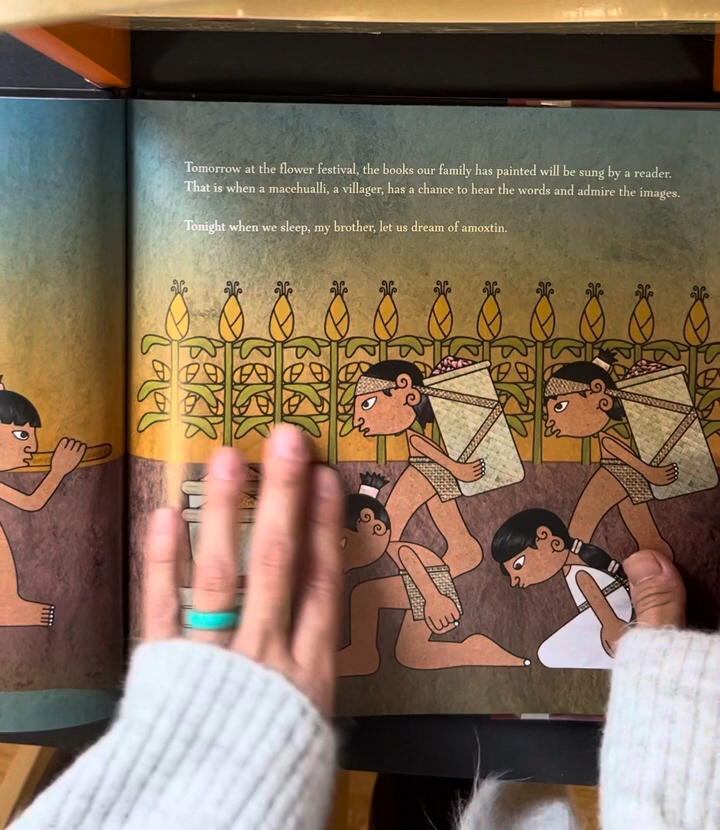 Tomorrow at the flower festival, the books our family has painted will be sung by a reader.
That is when a macehualli, a villager, has a chance to hear the words and admire the images.
Tonight when we sleep, my brother, let us dream of amoxtin.